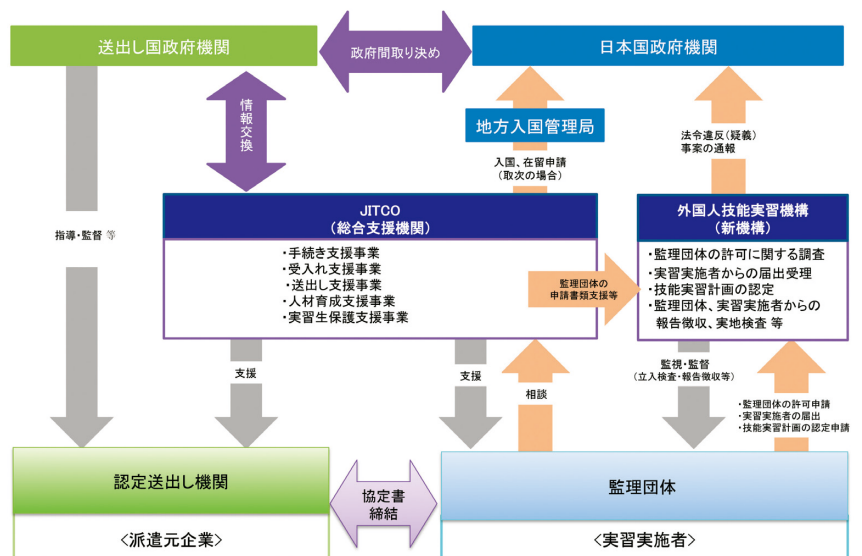 送出し国政府機関
政府間取り決め
日本国政府機関
情報交換
地方入国管理局
入国、在留申請
(取次の場合)
法令違反(疑義)
事案の通報
指導・監督 等
JITCO
(総合支援機関)
・手続き支援事業
・受入れ支援事業
・送出し支援事業
・人材育成支援事業
・実習生保護支援事業
監理団体の
申請書類支援等
外国人技能実習機構
(新機構)
・監理団体の許可に関する調査
・実習実施者からの届出受理
・技能実習計画の認定
・監理団体、実習実施者からの
報告徴収、実地検査 等
支援
支援
相談
監視・監督
(立入検査・報告徴収等)
・監理団体の許可申請
・実習実施者の届出
・技能実習計画の認定申請
認定送出し機関
<派遣元企業>
協定書
締結
監理団体
<実習実施者>